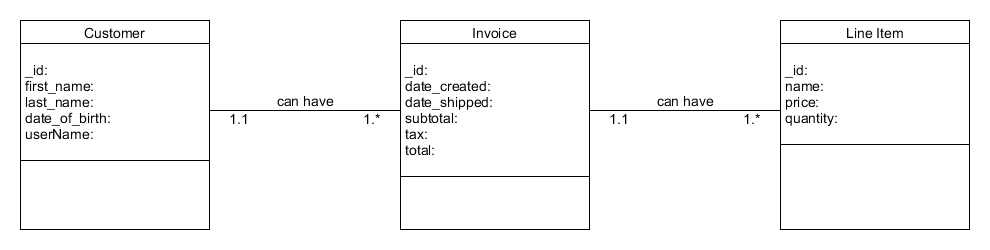 Customer
_id:
first_name:
last_name:
date_of_birth:
userName:
can have
1.1
1.*
Invoice
_id:
date_created:
date_shipped:
subtotal:
tax:
total:
can have
1.1
1.*
Line Item
_id:
name:
price:
quantity: